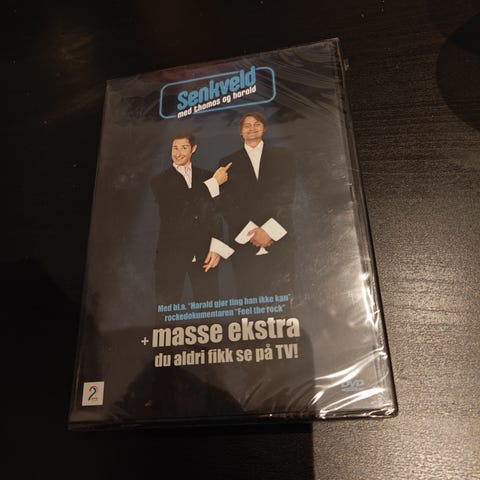 Senkveld
med thomas og harald
Med bl.a. "Harald gjør ting han ikke kan",
rockedokumentaren "Feel the rock"
+ masse ekstra
du aldri fikk se på TV!
2
DVD